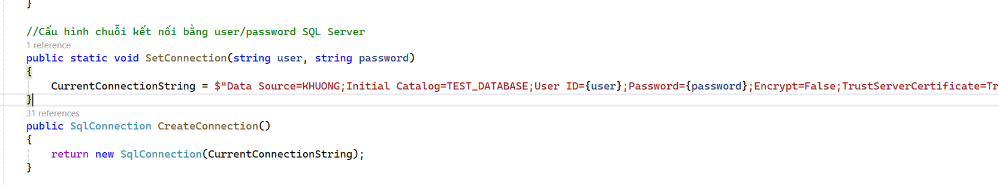 }
//Cấu hình chuỗi kết nối bằng user/password SQL Server
1 reference
public static void SetConnection(string user, string password)
{
CurrentConnectionString = $"Data Source=KHUONG;Initial Catalog=TEST_DATABASE;User ID={user};Password={password};Encrypt=False;TrustServerCertificate=Tr
}
31 references
public SqlConnection CreateConnection()
{
return new SqlConnection(CurrentConnectionString);
}